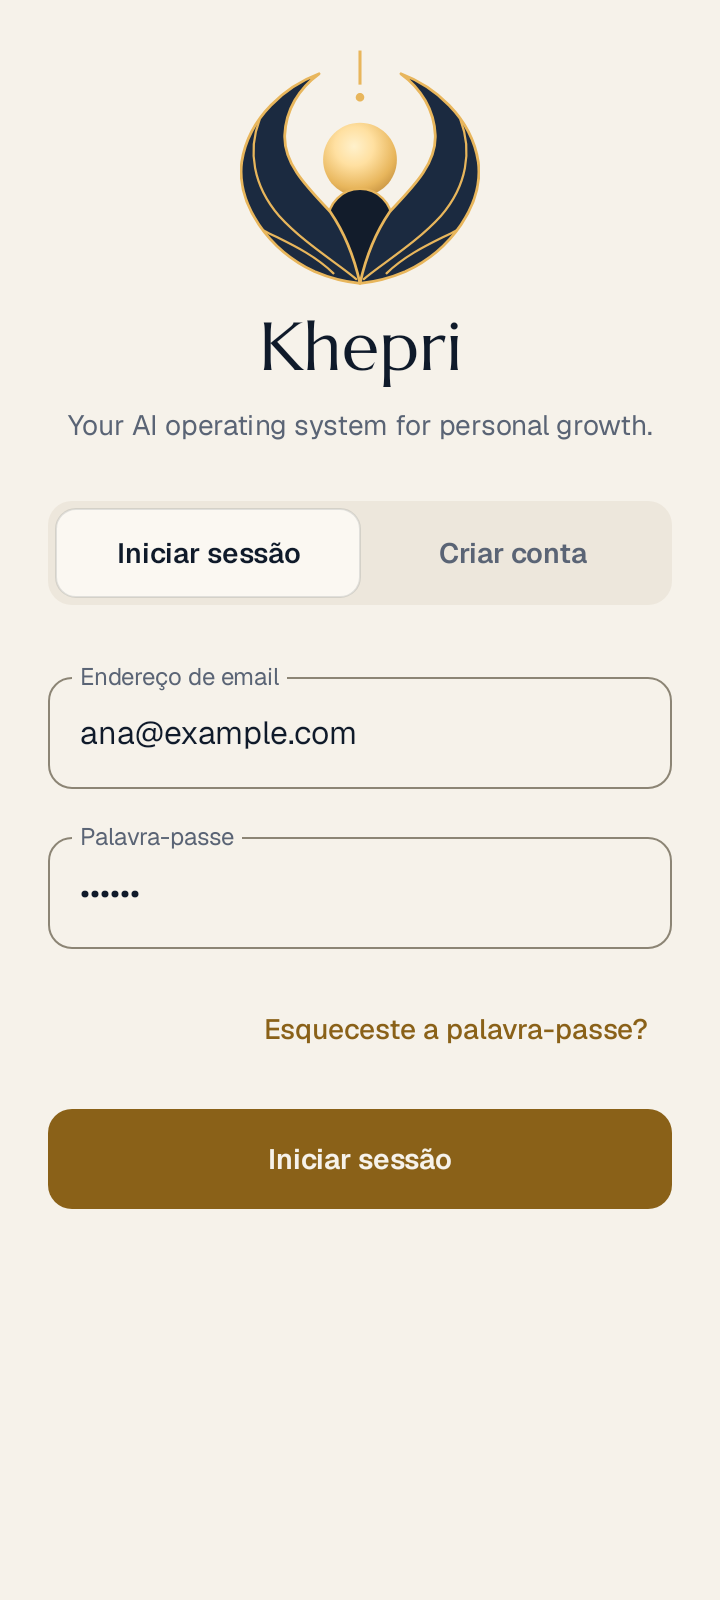 Khepri
Your AI operating system for personal growth.
Iniciar sessão
Criar conta
Endereço de email
ana@example.com
Palavra-passe
••••••
Esqueceste a palavra-passe?
Iniciar sessão